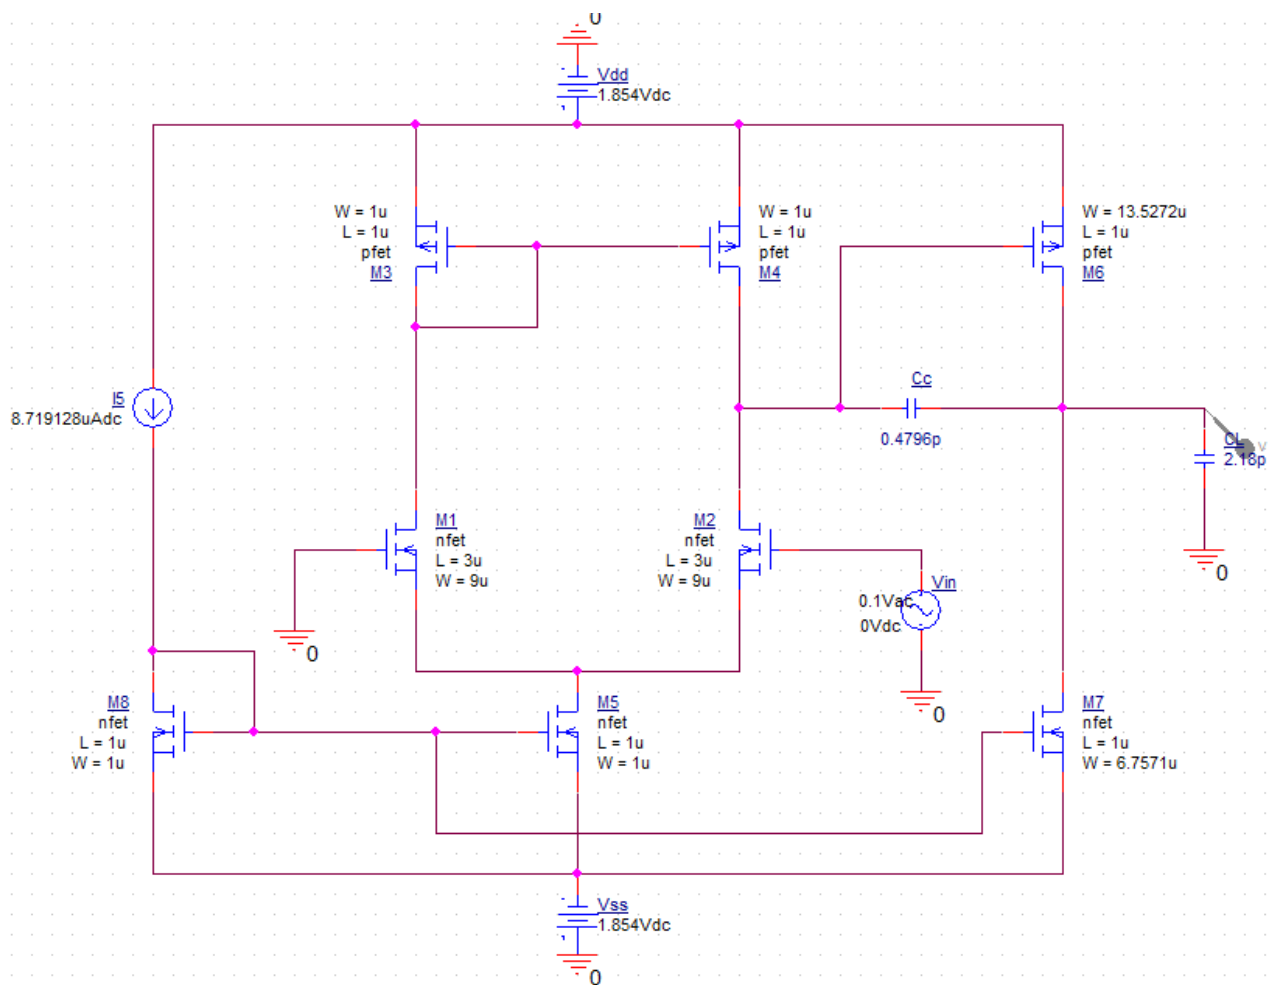 0
Vdd
1.854Vdc
W = 1u
L = 1u
pfet
M3
W = 1u
L = 1u
pfet
M4
W = 13.5272u
L = 1u
pfet
M6
I5
8.719128uAdc
Cc
0.4796p
CL
2.18p
V
0
M1
nfet
L = 3u
W = 9u
M2
nfet
L = 3u
W = 9u
Vin
0.1Vac
0Vdc
0
0
M8
nfet
L = 1u
W = 1u
M5
nfet
L = 1u
W = 1u
M7
nfet
L = 1u
W = 6.7571u
Vss
1.854Vdc
0